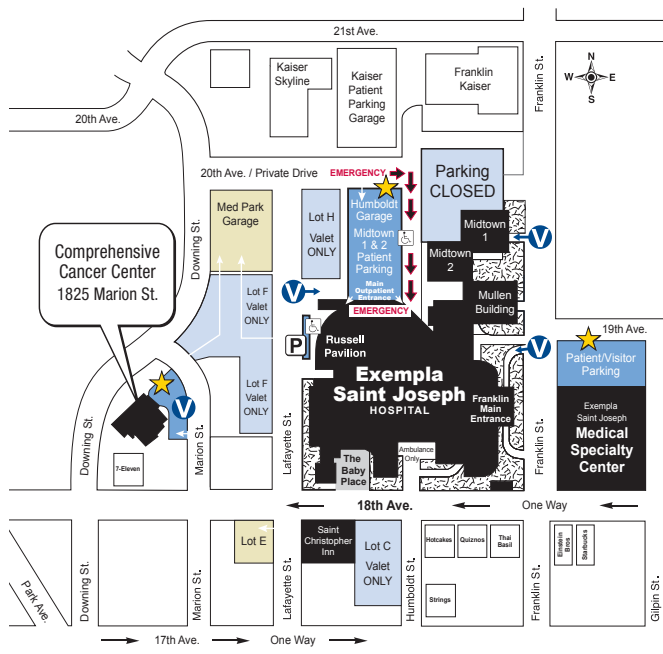 21st Ave.
N
W
E
S
Franklin St.
Kaiser
Skyline
Kaiser
Patient
Parking
Garage
Franklin
Kaiser
20th Ave.
20th Ave. / Private Drive
EMERGENCY
Parking
CLOSED
Med Park
Garage
Lot H
Valet
ONLY
Humboldt
Garage
Midtown
1 & 2
Patient
Parking
Main
Outpatient
Entrance
EMERGENCY
Midtown
1
V
Midtown
2
Downing St.
Comprehensive
Cancer Center
1825 Marion St.
Lot F
Valet
ONLY
V
Mullen
Building
19th Ave.
P
Russell
Pavilion
V
Patient/Visitor
Parking
Exempla
Saint Joseph
HOSPITAL
Lot F
Valet
ONLY
Franklin
Main
Entrance
Exempla
Saint Joseph
Medical
Specialty
Center
V
Downing St.
Marion St.
Lafayette St.
Franklin St.
7-Eleven
The
Baby
Place
Ambulance
Only
18th Ave.
One Way
Lot E
Saint
Christopher
Inn
Lot C
Valet
ONLY
Hotcakes
Quiznos
Thai
Basil
Einstein
Bros
Starbucks
Strings
Park Ave.
Downing St.
Marion St.
Lafayette St.
Humboldt St.
Franklin St.
Gilpin St.
17th Ave.
One Way